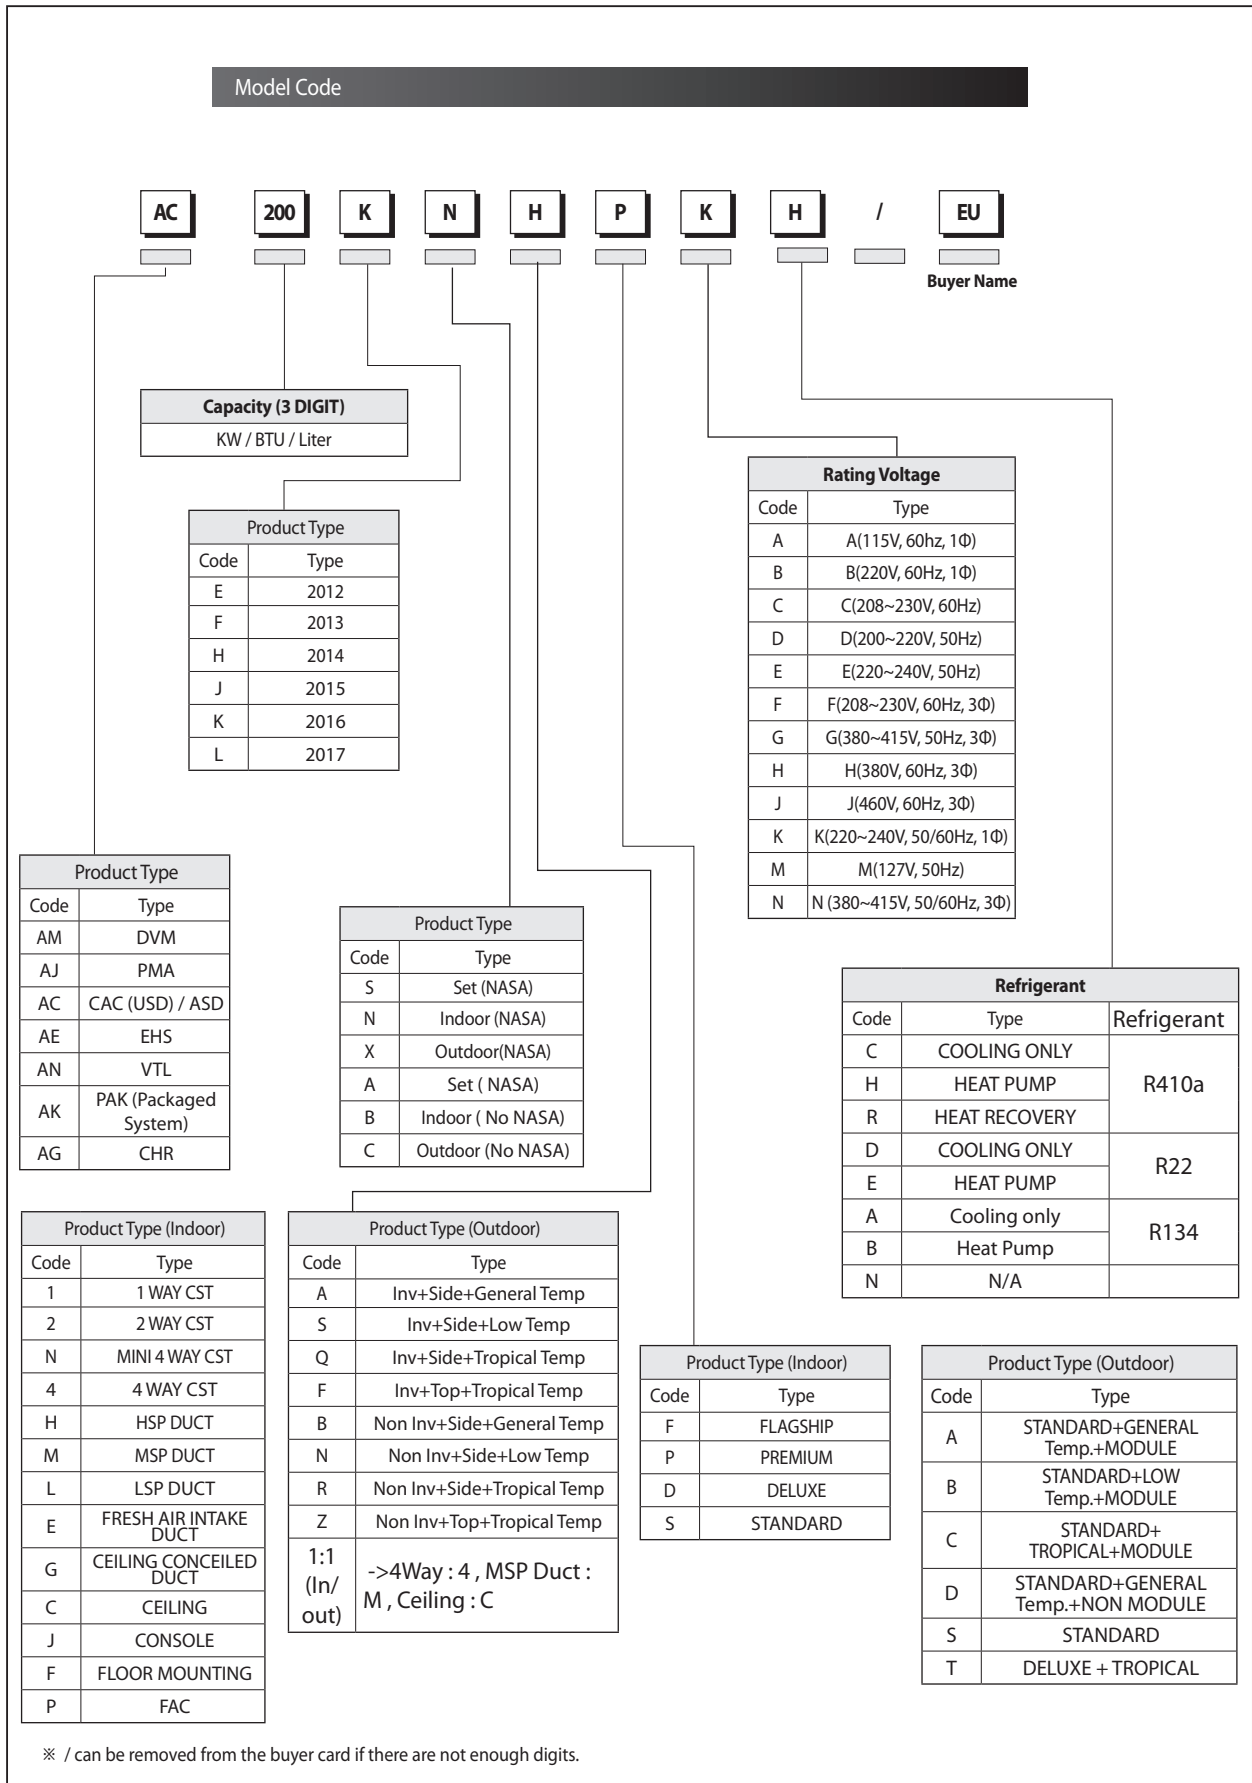 Model Code
AC 200 K N H P K H / EU
Buyer Name
Capacity (3 DIGIT)
KW / BTU / Liter
Product Type
Code Type
E 2012
F 2013
H 2014
J 2015
K 2016
L 2017
Rating Voltage
Code Type
A A(115V, 60hz, 1Φ)
B B(220V, 60Hz, 1Φ)
C C(208~230V, 60Hz)
D D(200~220V, 50Hz)
E E(220~240V, 50Hz)
F F(208~230V, 60Hz, 3Φ)
G G(380~415V, 50Hz, 3Φ)
H H(380V, 60Hz, 3Φ)
J J(460V, 60Hz, 3Φ)
K K(220~240V, 50/60Hz, 1Φ)
M M(127V, 50Hz)
N N (380~415V, 50/60Hz, 3Φ)
Product Type
Code Type
AM DVM
AJ PMA
AC CAC (USD) / ASD
AE EHS
AN VTL
AK PAK (Packaged
System)
AG CHR
Product Type
Code Type
S Set (NASA)
N Indoor (NASA)
X Outdoor(NASA)
A Set ( NASA)
B Indoor ( No NASA)
C Outdoor (No NASA)
Refrigerant
Code Type Refrigerant
C COOLING ONLY
H HEAT PUMP R410a
R HEAT RECOVERY
D COOLING ONLY R22
E HEAT PUMP
A Cooling only R134
B Heat Pump
N N/A
Product Type (Indoor)
Code Type
1 1 WAY CST
2 2 WAY CST
N MINI 4 WAY CST
4 4 WAY CST
H HSP DUCT
M MSP DUCT
L LSP DUCT
E FRESH AIR INTAKE
DUCT
G CEILING CONCEILED
DUCT
C CEILING
J CONSOLE
F FLOOR MOUNTING
P FAC
Product Type (Outdoor)
Code Type
A Inv+Side+General Temp
S Inv+Side+Low Temp
Q Inv+Side+Tropical Temp
F Inv+Top+Tropical Temp
B Non Inv+Side+General Temp
N Non Inv+Side+Low Temp
R Non Inv+Side+Tropical Temp
Z Non Inv+Top+Tropical Temp
1:1
(In/
out)
->4Way : 4 , MSP Duct :
M , Ceiling : C
Product Type (Indoor)
Code Type
F FLAGSHIP
P PREMIUM
D DELUXE
S STANDARD
Product Type (Outdoor)
Code Type
A STANDARD+GENERAL
Temp.+MODULE
B STANDARD+LOW
Temp.+MODULE
C STANDARD+
TROPICAL+MODULE
D STANDARD+GENERAL
Temp.+NON MODULE
S STANDARD
T DELUXE + TROPICAL
※ / can be removed from the buyer card if there are not enough digits.